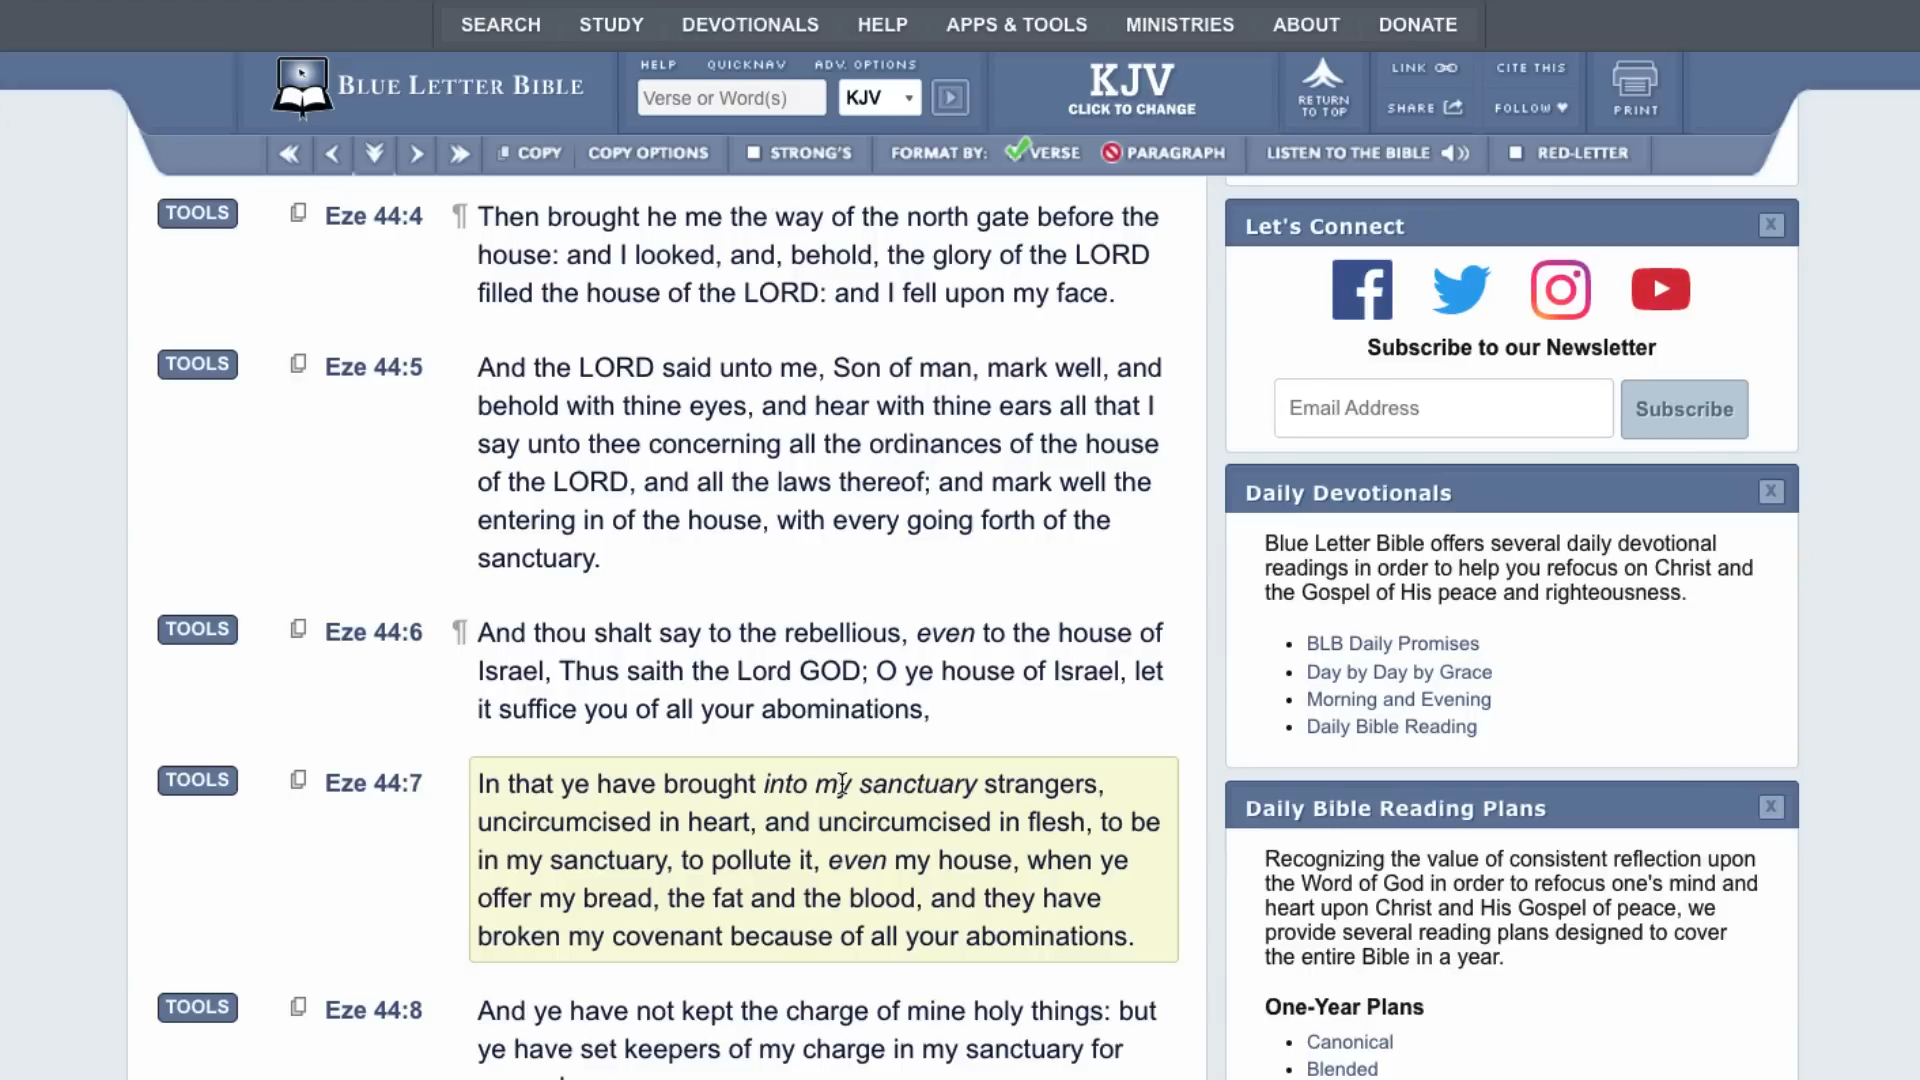 SEARCH STUDY DEVOTIONALS HELP APPS & TOOLS MINISTRIES ABOUT DONATE
BLUE LETTER BIBLE
HELP QUICKNAV ADV. OPTIONS
Verse or Word(s) KJV
KJV
CLICK TO CHANGE
RETURN
TO TOP
LINK
SHARE
CITE THIS
FOLLOW
PRINT
COPY COPY OPTIONS STRONG'S FORMAT BY: VERSE PARAGRAPH LISTEN TO THE BIBLE RED-LETTER
TOOLS Eze 44:4 ¶ Then brought he me the way of the north gate before the
house: and I looked, and, behold, the glory of the LORD
filled the house of the LORD: and I fell upon my face.
TOOLS Eze 44:5 And the LORD said unto me, Son of man, mark well, and
behold with thine eyes, and hear with thine ears all that I
say unto thee concerning all the ordinances of the house
of the LORD, and all the laws thereof; and mark well the
entering in of the house, with every going forth of the
sanctuary.
TOOLS Eze 44:6 ¶ And thou shalt say to the rebellious, even to the house of
Israel, Thus saith the Lord GOD; O ye house of Israel, let
it suffice you of all your abominations,
TOOLS Eze 44:7 In that ye have brought into my sanctuary strangers,
uncircumcised in heart, and uncircumcised in flesh, to be
in my sanctuary, to pollute it, even my house, when ye
offer my bread, the fat and the blood, and they have
broken my covenant because of all your abominations.
TOOLS Eze 44:8 And ye have not kept the charge of mine holy things: but
ye have set keepers of my charge in my sanctuary for
Let's Connect X
Subscribe to our Newsletter
Email Address Subscribe
Daily Devotionals X
Blue Letter Bible offers several daily devotional
readings in order to help you refocus on Christ and
the Gospel of His peace and righteousness.
• BLB Daily Promises
• Day by Day by Grace
• Morning and Evening
• Daily Bible Reading
Daily Bible Reading Plans X
Recognizing the value of consistent reflection upon
the Word of God in order to refocus one's mind and
heart upon Christ and His Gospel of peace, we
provide several reading plans designed to cover
the entire Bible in a year.
One-Year Plans
• Canonical
• Blended